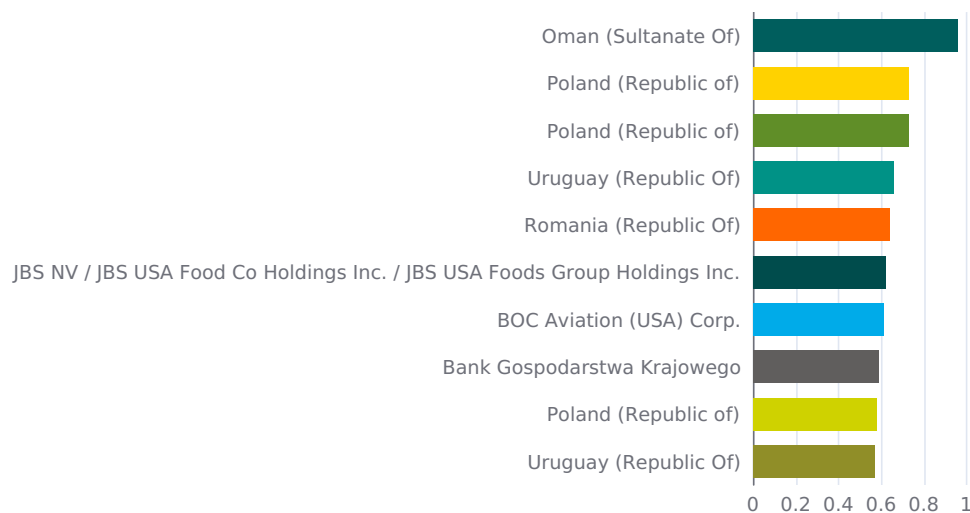 Oman (Sultanate Of)
Poland (Republic of)
Poland (Republic of)
Uruguay (Republic Of)
Romania (Republic Of)
JBS NV / JBS USA Food Co Holdings Inc. / JBS USA Foods Group Holdings Inc.
BOC Aviation (USA) Corp.
Bank Gospodarstwa Krajowego
Poland (Republic of)
Uruguay (Republic Of)
0 0.2 0.4 0.6 0.8 1